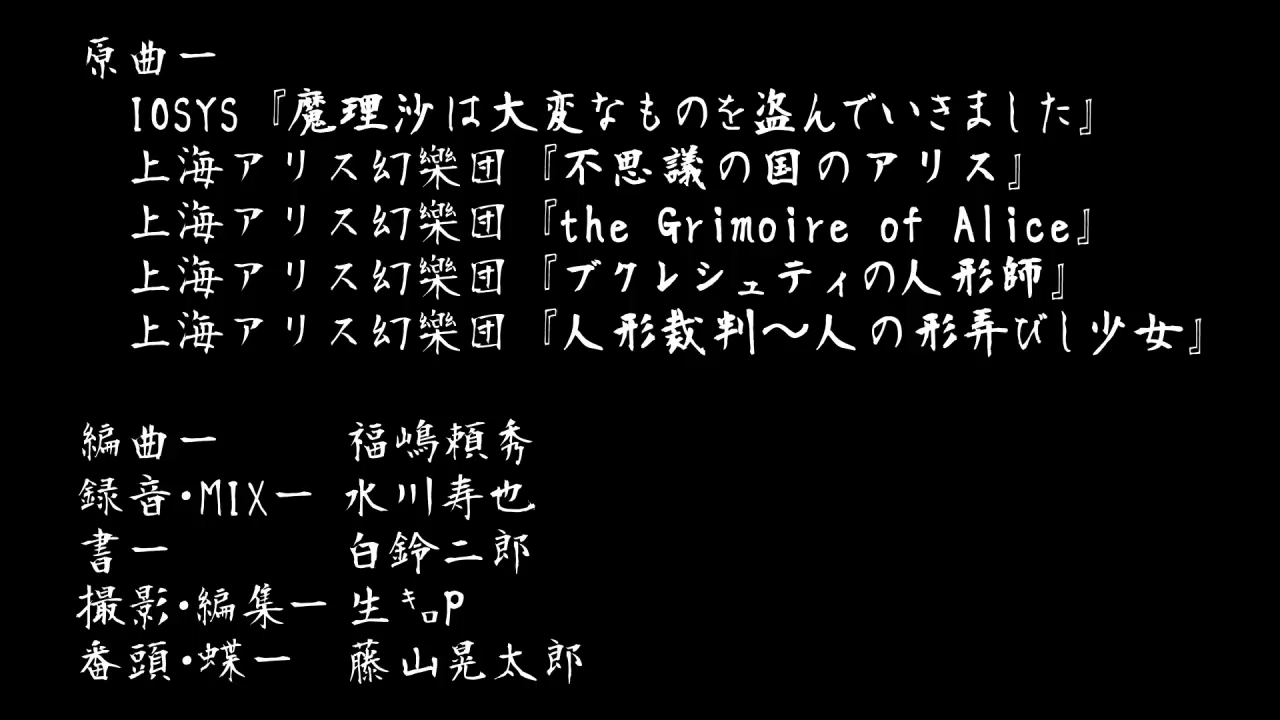 原曲ー
IOSYS『魔理沙は大変なものを盗んでいきました』
上海アリス幻樂団『不思議の国のアリス』
上海アリス幻樂団『the Grimoire of Alice』
上海アリス幻樂団『ブクレシュティの人形師』
上海アリス幻樂団『人形裁判～人の形弄びし少女』
編曲ー 福嶋頼秀
録音・MIXー 水川寿也
書ー 白鈴二郎
撮影・編集ー 生㌔P
番頭・蝶ー 藤山晃太郎